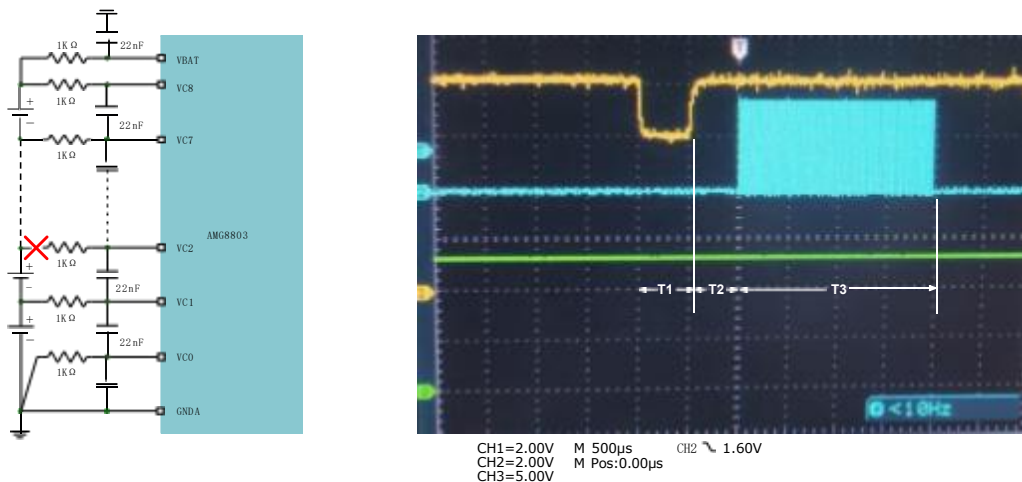 1KΩ
22nF
VBAT
1KΩ
VC8
+
−
22nF
1KΩ
VC7
AMG8803
VC2
1KΩ
+
-
22nF
VC1
1KΩ
+
−
22nF
VC0
1KΩ
GNDA
T
T1
T2
T3
<10Hz
CH1=2.00V M 500µs CH2 1.60V
CH2=2.00V M Pos:0.00µs
CH3=5.00V